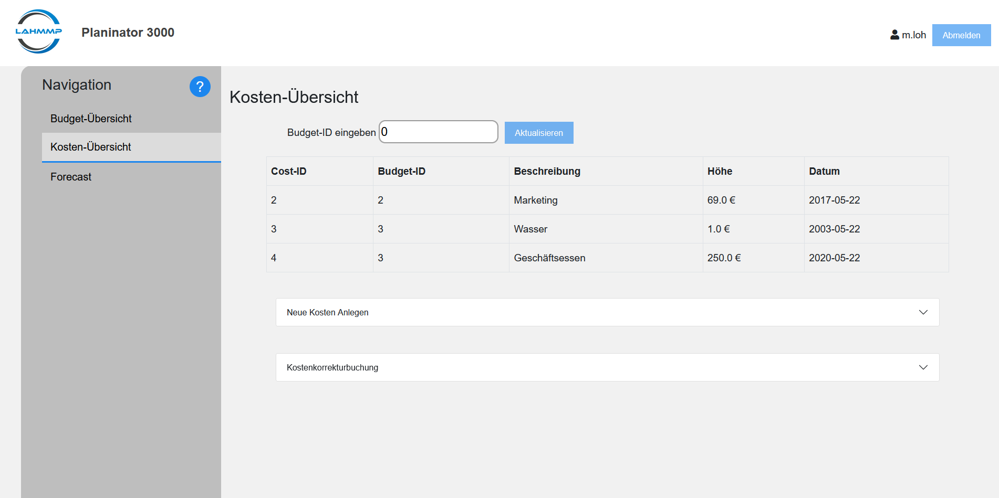 LAHMMP
Planinator 3000
m.loh
Abmelden
Navigation
?
Budget-Übersicht
Kosten-Übersicht
Forecast
Kosten-Übersicht
Budget-ID eingeben 0 Aktualisieren
Cost-ID Budget-ID Beschreibung Höhe Datum
2 2 Marketing 69.0 € 2017-05-22
3 3 Wasser 1.0 € 2003-05-22
4 3 Geschäftsessen 250.0 € 2020-05-22
Neue Kosten Anlegen
Kostenkorrekturbuchung